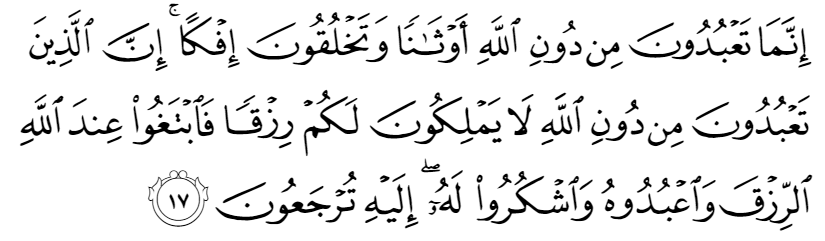 إِنَّمَا تَعْبُدُونَ مِن دُونِ ٱللَّهِ أَوْثَـٰنًا وَتَخْلُقُونَ إِفْكًا ۚ إِنَّ ٱلَّذِينَ
تَعْبُدُونَ مِن دُونِ ٱللَّهِ لَا يَمْلِكُونَ لَكُمْ رِزْقًا فَٱبْتَغُوا۟ عِندَ ٱللَّهِ
ٱلرِّزْقَ وَٱعْبُدُوهُ وَٱشْكُرُوا۟ لَهُۥٓ ۖ إِلَيْهِ تُرْجَعُونَ ١٧